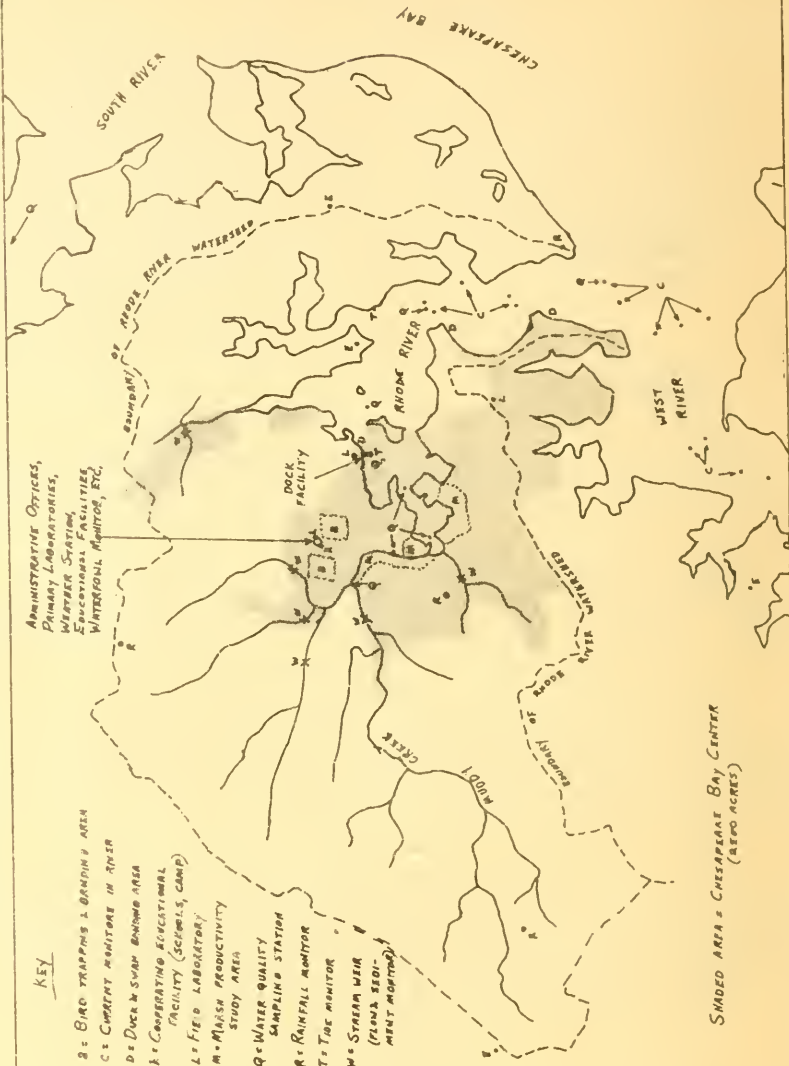 KEY
B = BIRD TRAPPING & BANDING AREA
C = CURRENT MONITORS IN RIVER
D = DUCK & SWAN BANDING AREA
E = COOPERATING EDUCATIONAL
FACILITY (SCHOOLS, CAMP)
L = FIELD LABORATORY
M = MARSH PRODUCTIVITY
STUDY AREA
Q = WATER QUALITY
SAMPLING STATION
R = RAINFALL MONITOR
T = TIDE MONITOR
W = STREAM WEIR
(FLOW & SEDI-
MENT MONITOR)
ADMINISTRATIVE OFFICES,
PRIMARY LABORATORIES,
WEATHER STATION,
EDUCATIONAL FACILITIES,
WATERFOWL MONITOR, ETC.
BOUNDARY OF RHODE RIVER WATERSHED
SOUTH RIVER
CHESAPEAKE BAY
DOCK
FACILITY
RHODE RIVER
WEST
RIVER
MUDDY CREEK
BOUNDARY OF RHODE RIVER WATERSHED
SHADED AREA = CHESAPEAKE BAY CENTER
(2500 ACRES)
Q
E
R
W
W
W
W
W
W
B
B
M
M
R
R
E
L
D
Q
T
E
D
Q
C
D
Q
C
C
L
D
E